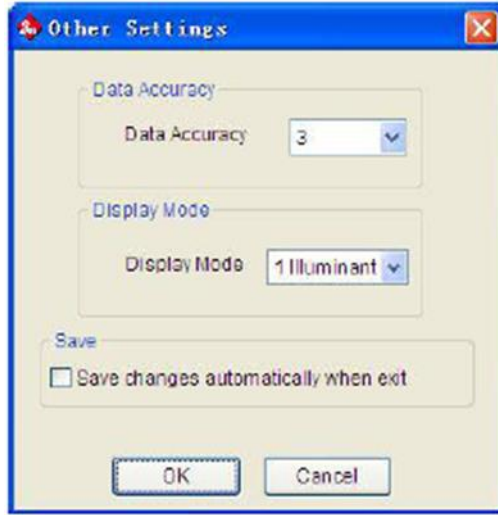 Other Settings
Data Accuracy
Data Accuracy 3
Display Mode
Display Mode 1 Illuminant
Save
Save changes automatically when exit
OK Cancel